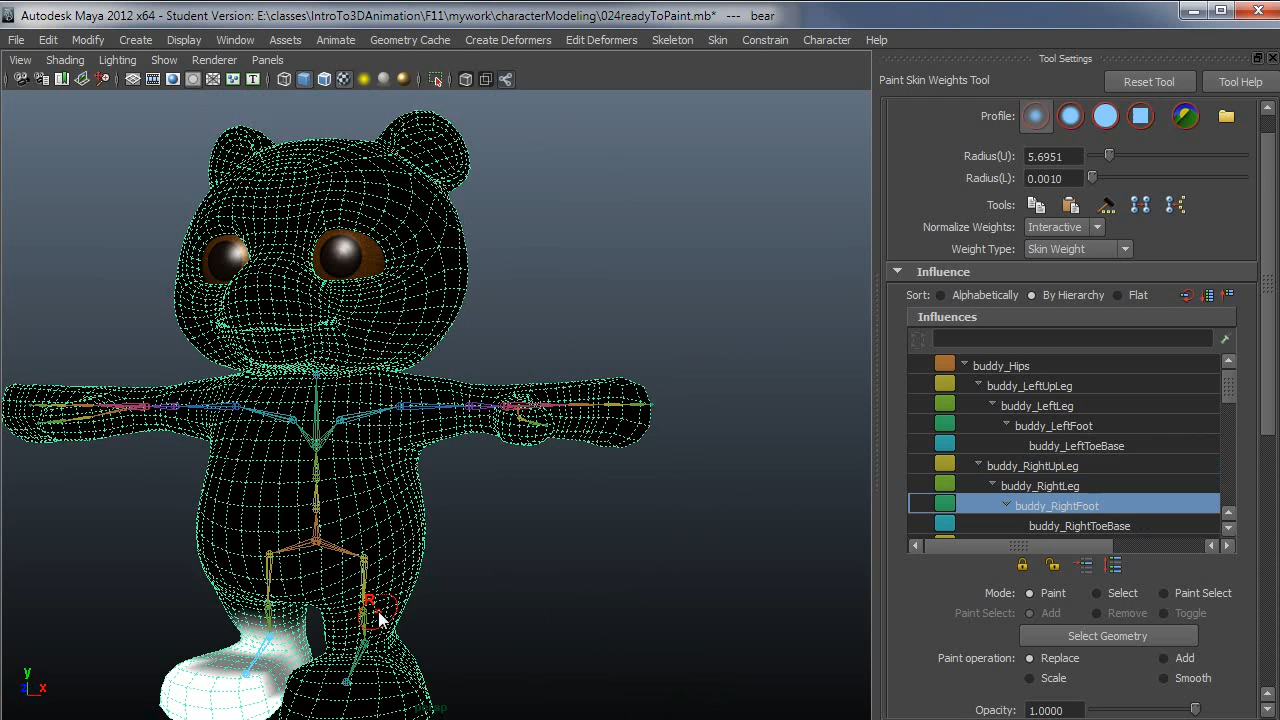 Autodesk Maya 2012 x64 - Student Version: E:\classes\IntroTo3DAnimation\F11\mywork\characterModeling\024readyToPaint.mb* --- bear
File Edit Modify Create Display Window Assets Animate Geometry Cache Create Deformers Edit Deformers Skeleton Skin Constrain Character Help
View Shading Lighting Show Renderer Panels
Tool Settings
Paint Skin Weights Tool Reset Tool Tool Help
Profile:
Radius(U): 5.6951
Radius(L): 0.0010
Tools:
Normalize Weights: Interactive
Weight Type: Skin Weight
Influence
Sort: Alphabetically By Hierarchy Flat
Influences
buddy_Hips
buddy_LeftUpLeg
buddy_LeftLeg
buddy_LeftFoot
buddy_LeftToeBase
buddy_RightUpLeg
buddy_RightLeg
buddy_RightFoot
buddy_RightToeBase
Mode: Paint Select Paint Select
Paint Select: Add Remove Toggle
Select Geometry
Paint operation: Replace Add
Scale Smooth
Opacity: 1.0000
R
y
z x
persp